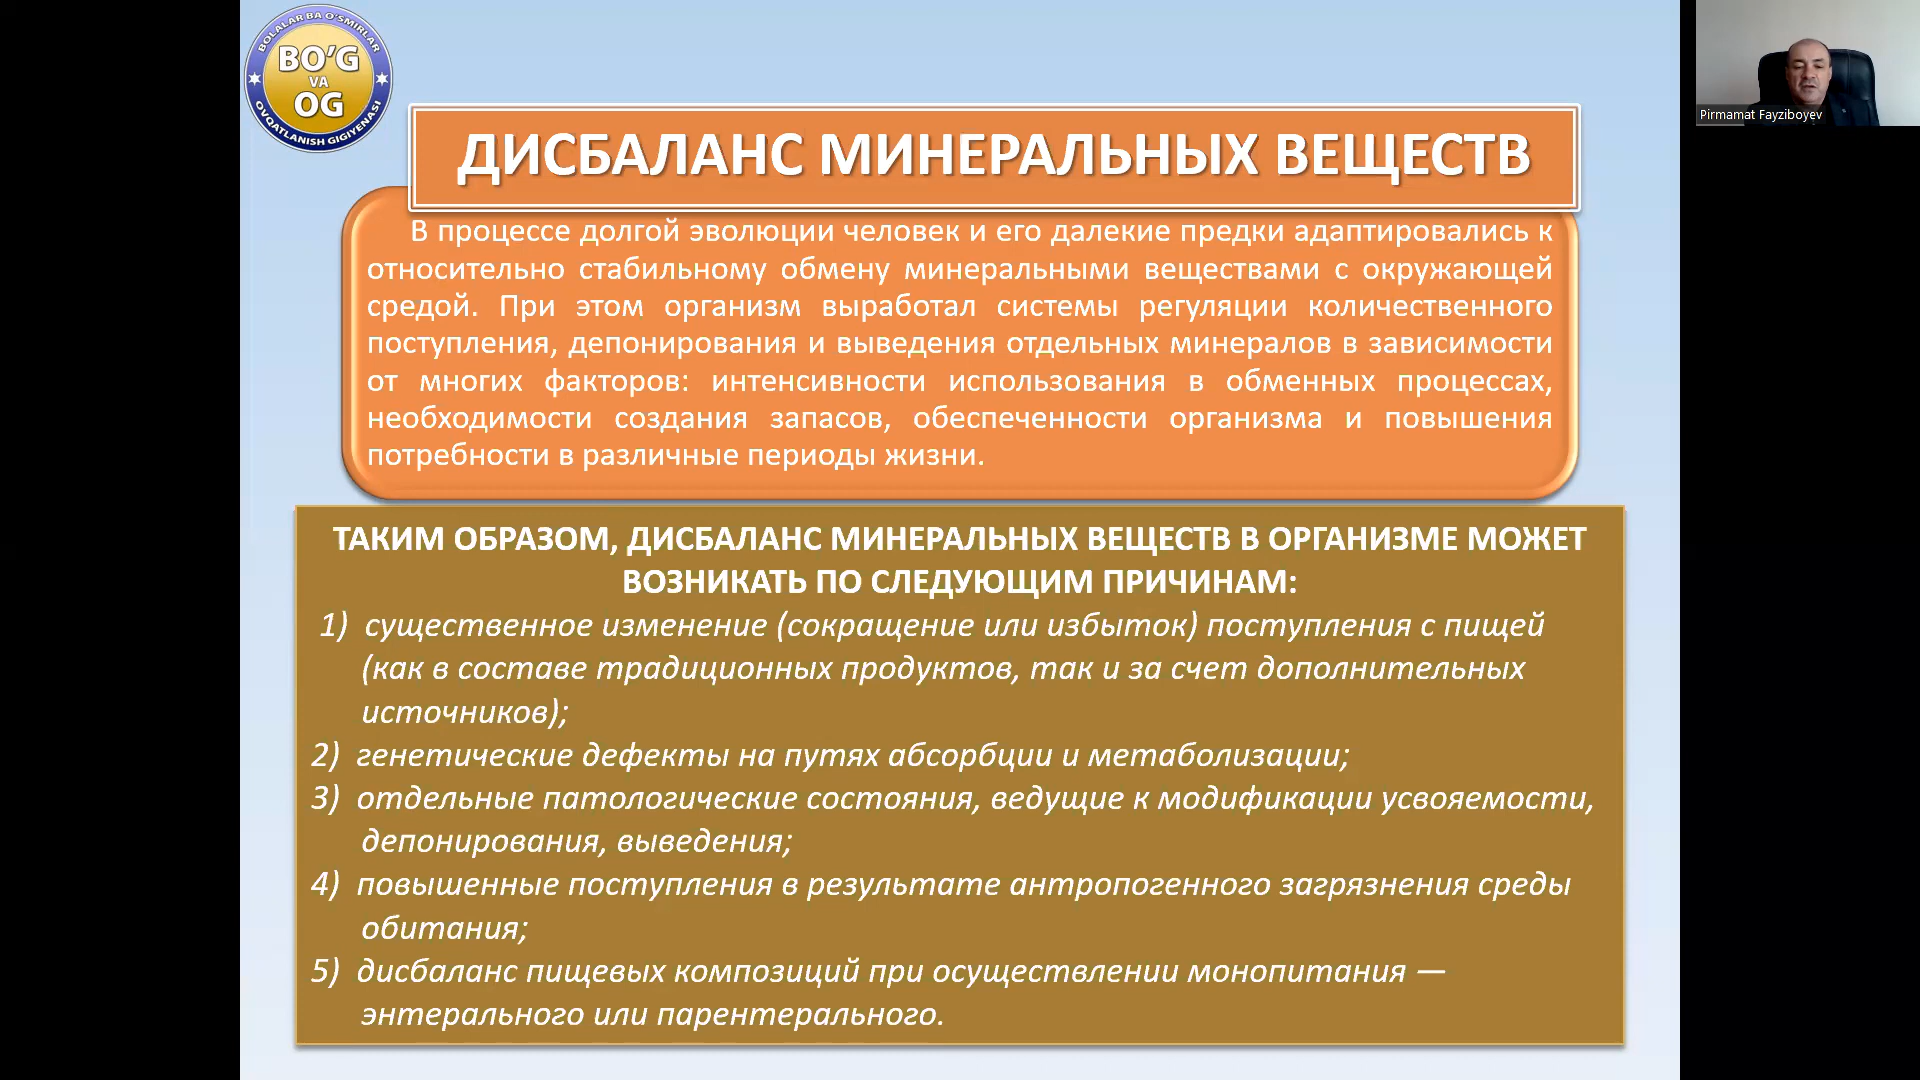 BOLALAR BA O'SMIRLAR
BO'G
VA
OG
OVQATLANISH GIGIYENASI
Pirmamat Fayziboyev
ДИСБАЛАНС МИНЕРАЛЬНЫХ ВЕЩЕСТВ
В процессе долгой эволюции человек и его далекие предки адаптировались к
относительно стабильному обмену минеральными веществами с окружающей
средой. При этом организм выработал системы регуляции количественного
поступления, депонирования и выведения отдельных минералов в зависимости
от многих факторов: интенсивности использования в обменных процессах,
необходимости создания запасов, обеспеченности организма и повышения
потребности в различные периоды жизни.
ТАКИМ ОБРАЗОМ, ДИСБАЛАНС МИНЕРАЛЬНЫХ ВЕЩЕСТВ В ОРГАНИЗМЕ МОЖЕТ
ВОЗНИКАТЬ ПО СЛЕДУЮЩИМ ПРИЧИНАМ:
1) существенное изменение (сокращение или избыток) поступления с пищей
(как в составе традиционных продуктов, так и за счет дополнительных
источников);
2) генетические дефекты на путях абсорбции и метаболизации;
3) отдельные патологические состояния, ведущие к модификации усвояемости,
депонирования, выведения;
4) повышенные поступления в результате антропогенного загрязнения среды
обитания;
5) дисбаланс пищевых композиций при осуществлении монопитания —
энтерального или парентерального.